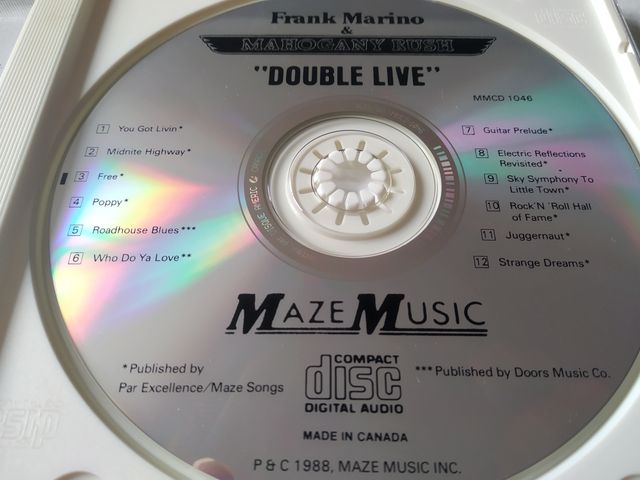 Frank Marino
&
MAHOGANY RUSH
"DOUBLE LIVE"
MMCD 1046
1 You Got Livin*
2 Midnite Highway*
3 Free*
4 Poppy*
5 Roadhouse Blues***
6 Who Do Ya Love**
7 Guitar Prelude*
8 Electric Reflections
Revisited*
9 Sky Symphony To
Little Town*
10 Rock'N 'Roll Hall
of Fame*
11 Juggernaut*
12 Strange Dreams*
MAZE MUSIC
*Published by
Par Excellence/Maze Songs
COMPACT
disc
DIGITAL AUDIO
***Published by Doors Music Co.
MADE IN CANADA
P & C 1988, MAZE MUSIC INC.